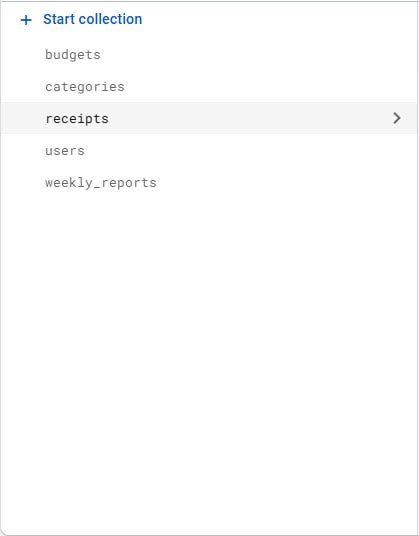 Start collection
budgets
categories
receipts
users
weekly_reports